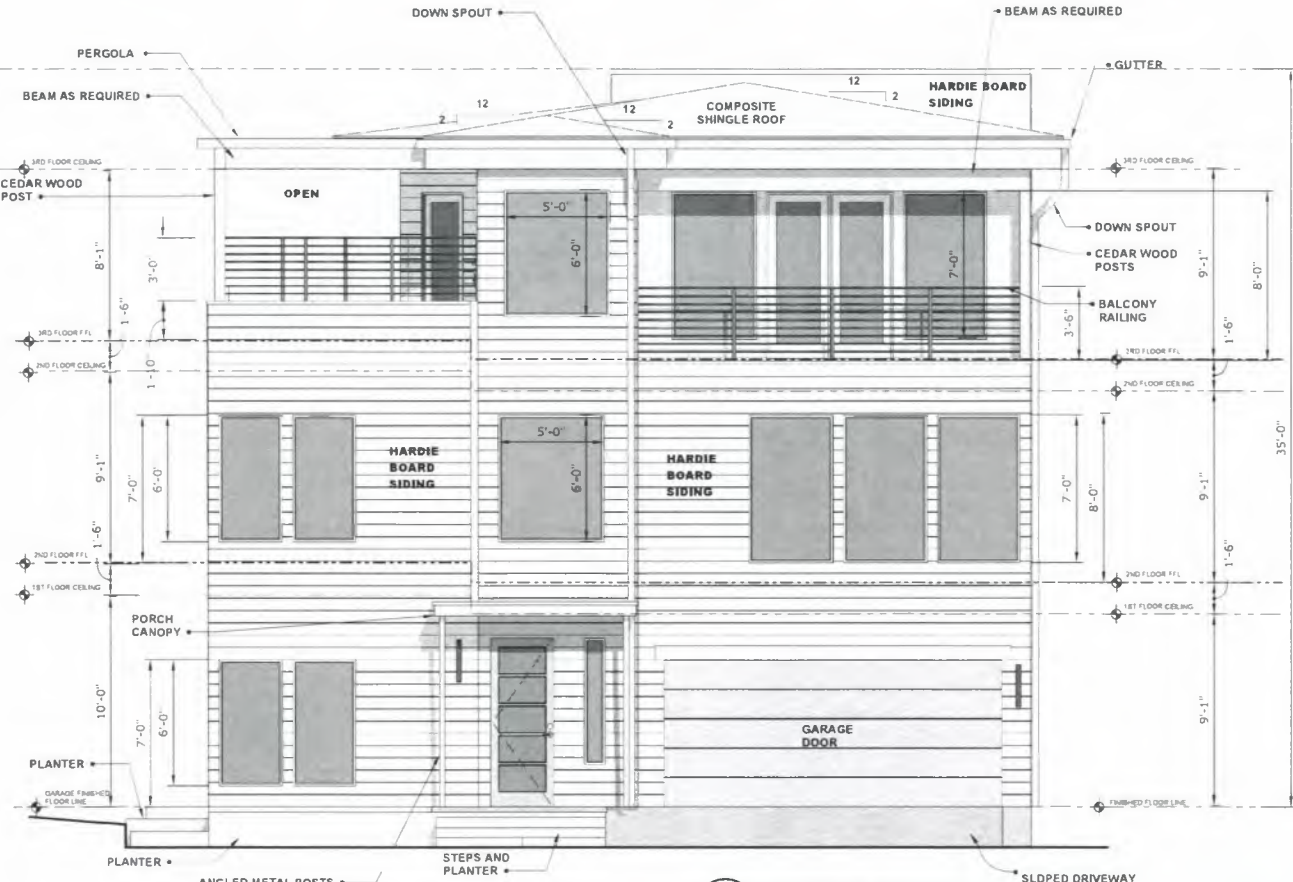 DOWN SPOUT
BEAM AS REQUIRED
PERGOLA
GUTTER
BEAM AS REQUIRED
12
2
12
2
COMPOSITE
SHINGLE ROOF
12
2
HARDIE BOARD
SIDING
3RD FLOOR CEILING
3RD FLOOR CEILING
CEDAR WOOD
POST
OPEN
5'-0"
6'-0"
7'-0"
DOWN SPOUT
CEDAR WOOD
POSTS
BALCONY
RAILING
8'-1"
3'-0"
1'-6"
1'-10"
3'-6"
9'-1"
8'-0"
1'-6"
35'-0"
3RD FLOOR FFL
2ND FLOOR CEILING
3RD FLOOR FFL
2ND FLOOR CEILING
9'-1"
7'-0"
6'-0"
1'-6"
HARDIE
BOARD
SIDING
5'-0"
6'-0"
HARDIE
BOARD
SIDING
7'-0"
8'-0"
9'-1"
1'-6"
2ND FLOOR FFL
1ST FLOOR CEILING
2ND FLOOR FFL
1ST FLOOR CEILING
PORCH
CANOPY
10'-0"
7'-0"
6'-0"
GARAGE
DOOR
9'-1"
PLANTER
GARAGE FINISHED
FLOOR LINE
FINISHED FLOOR LINE
PLANTER
STEPS AND
PLANTER
ANGLED METAL POSTS
SLOPED DRIVEWAY